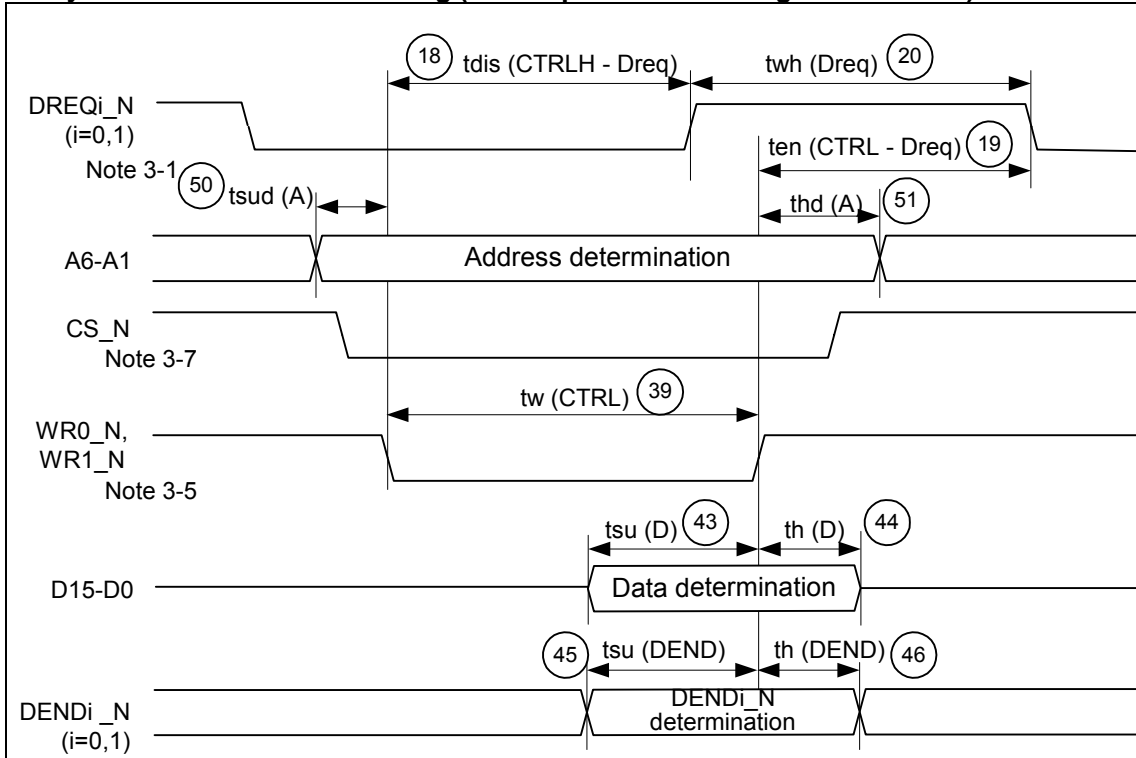 18 tdis (CTRLH - Dreq) twh (Dreq) 20
DREQi_N
(i=0,1)
Note 3-1
ten (CTRL - Dreq) 19
50 tsud (A)
thd (A) 51
A6-A1
Address determination
CS_N
Note 3-7
tw (CTRL) 39
WR0_N,
WR1_N
Note 3-5
tsu (D) 43 th (D) 44
D15-D0
Data determination
45 tsu (DEND) th (DEND) 46
DENDi _N
(i=0,1)
DENDi_N
determination